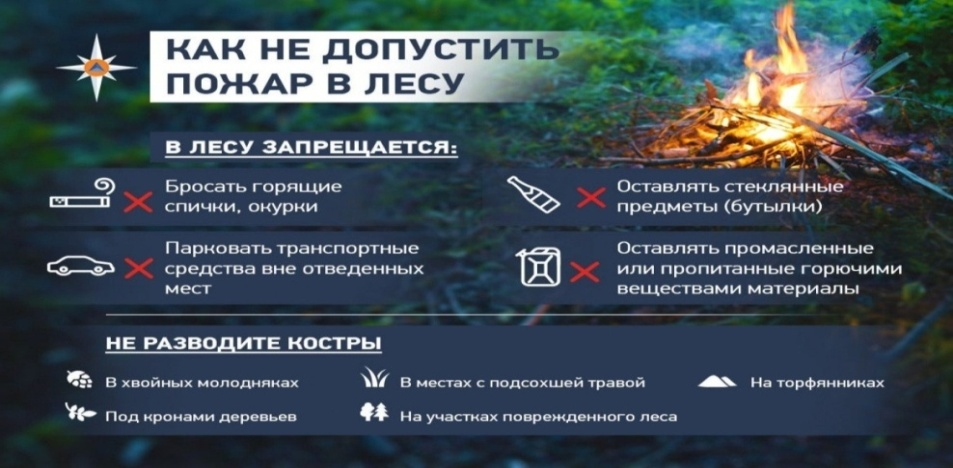 КАК НЕ ДОПУСТИТЬ
ПОЖАР В ЛЕСУ
В ЛЕСУ ЗАПРЕЩАЕТСЯ:
Бросать горящие
спички, окурки
Оставлять стеклянные
предметы (бутылки)
Парковать транспортные
средства вне отведенных
мест
Оставлять промасленные
или пропитанные горючими
веществами материалы
НЕ РАЗВОДИТЕ КОСТРЫ
В хвойных молодняках
В местах с подсохшей травой
На торфянниках
Под кронами деревьев
На участках поврежденного леса